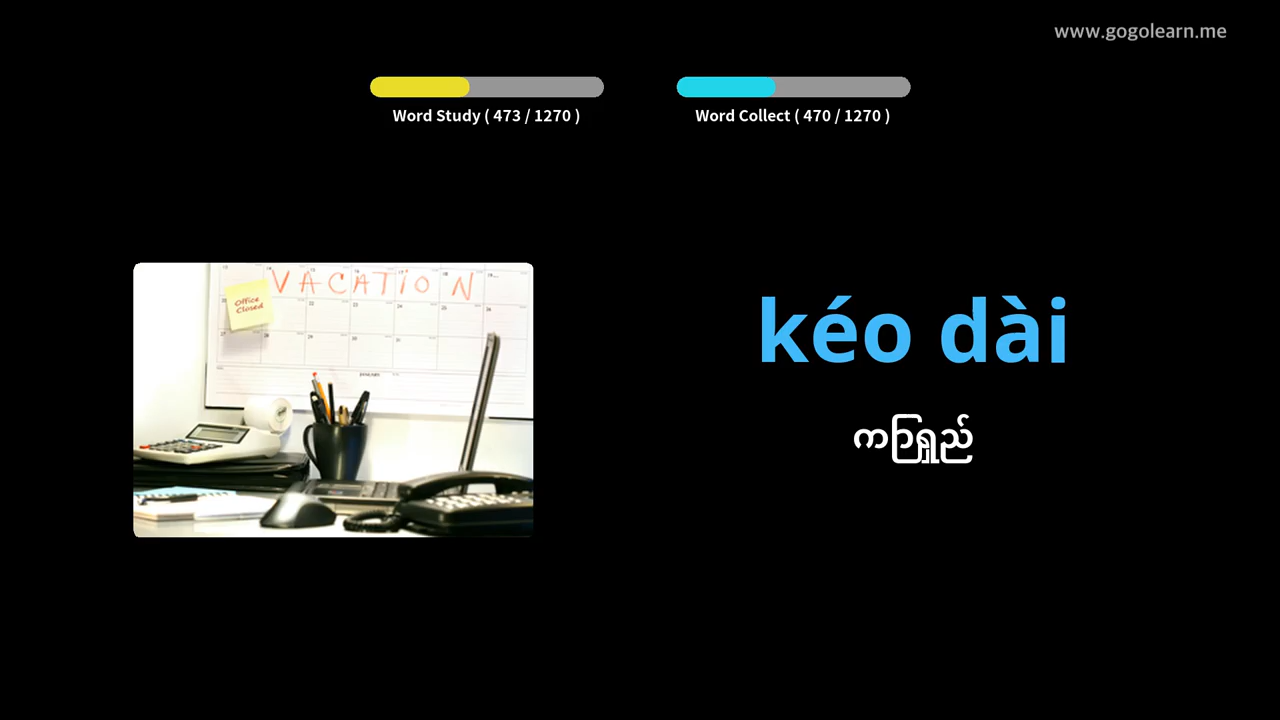 www.gogolearn.me
Word Study ( 473 / 1270 )
Word Collect ( 470 / 1270 )
VACATION
Office
Closed
kéo dài
ကြာရှည်